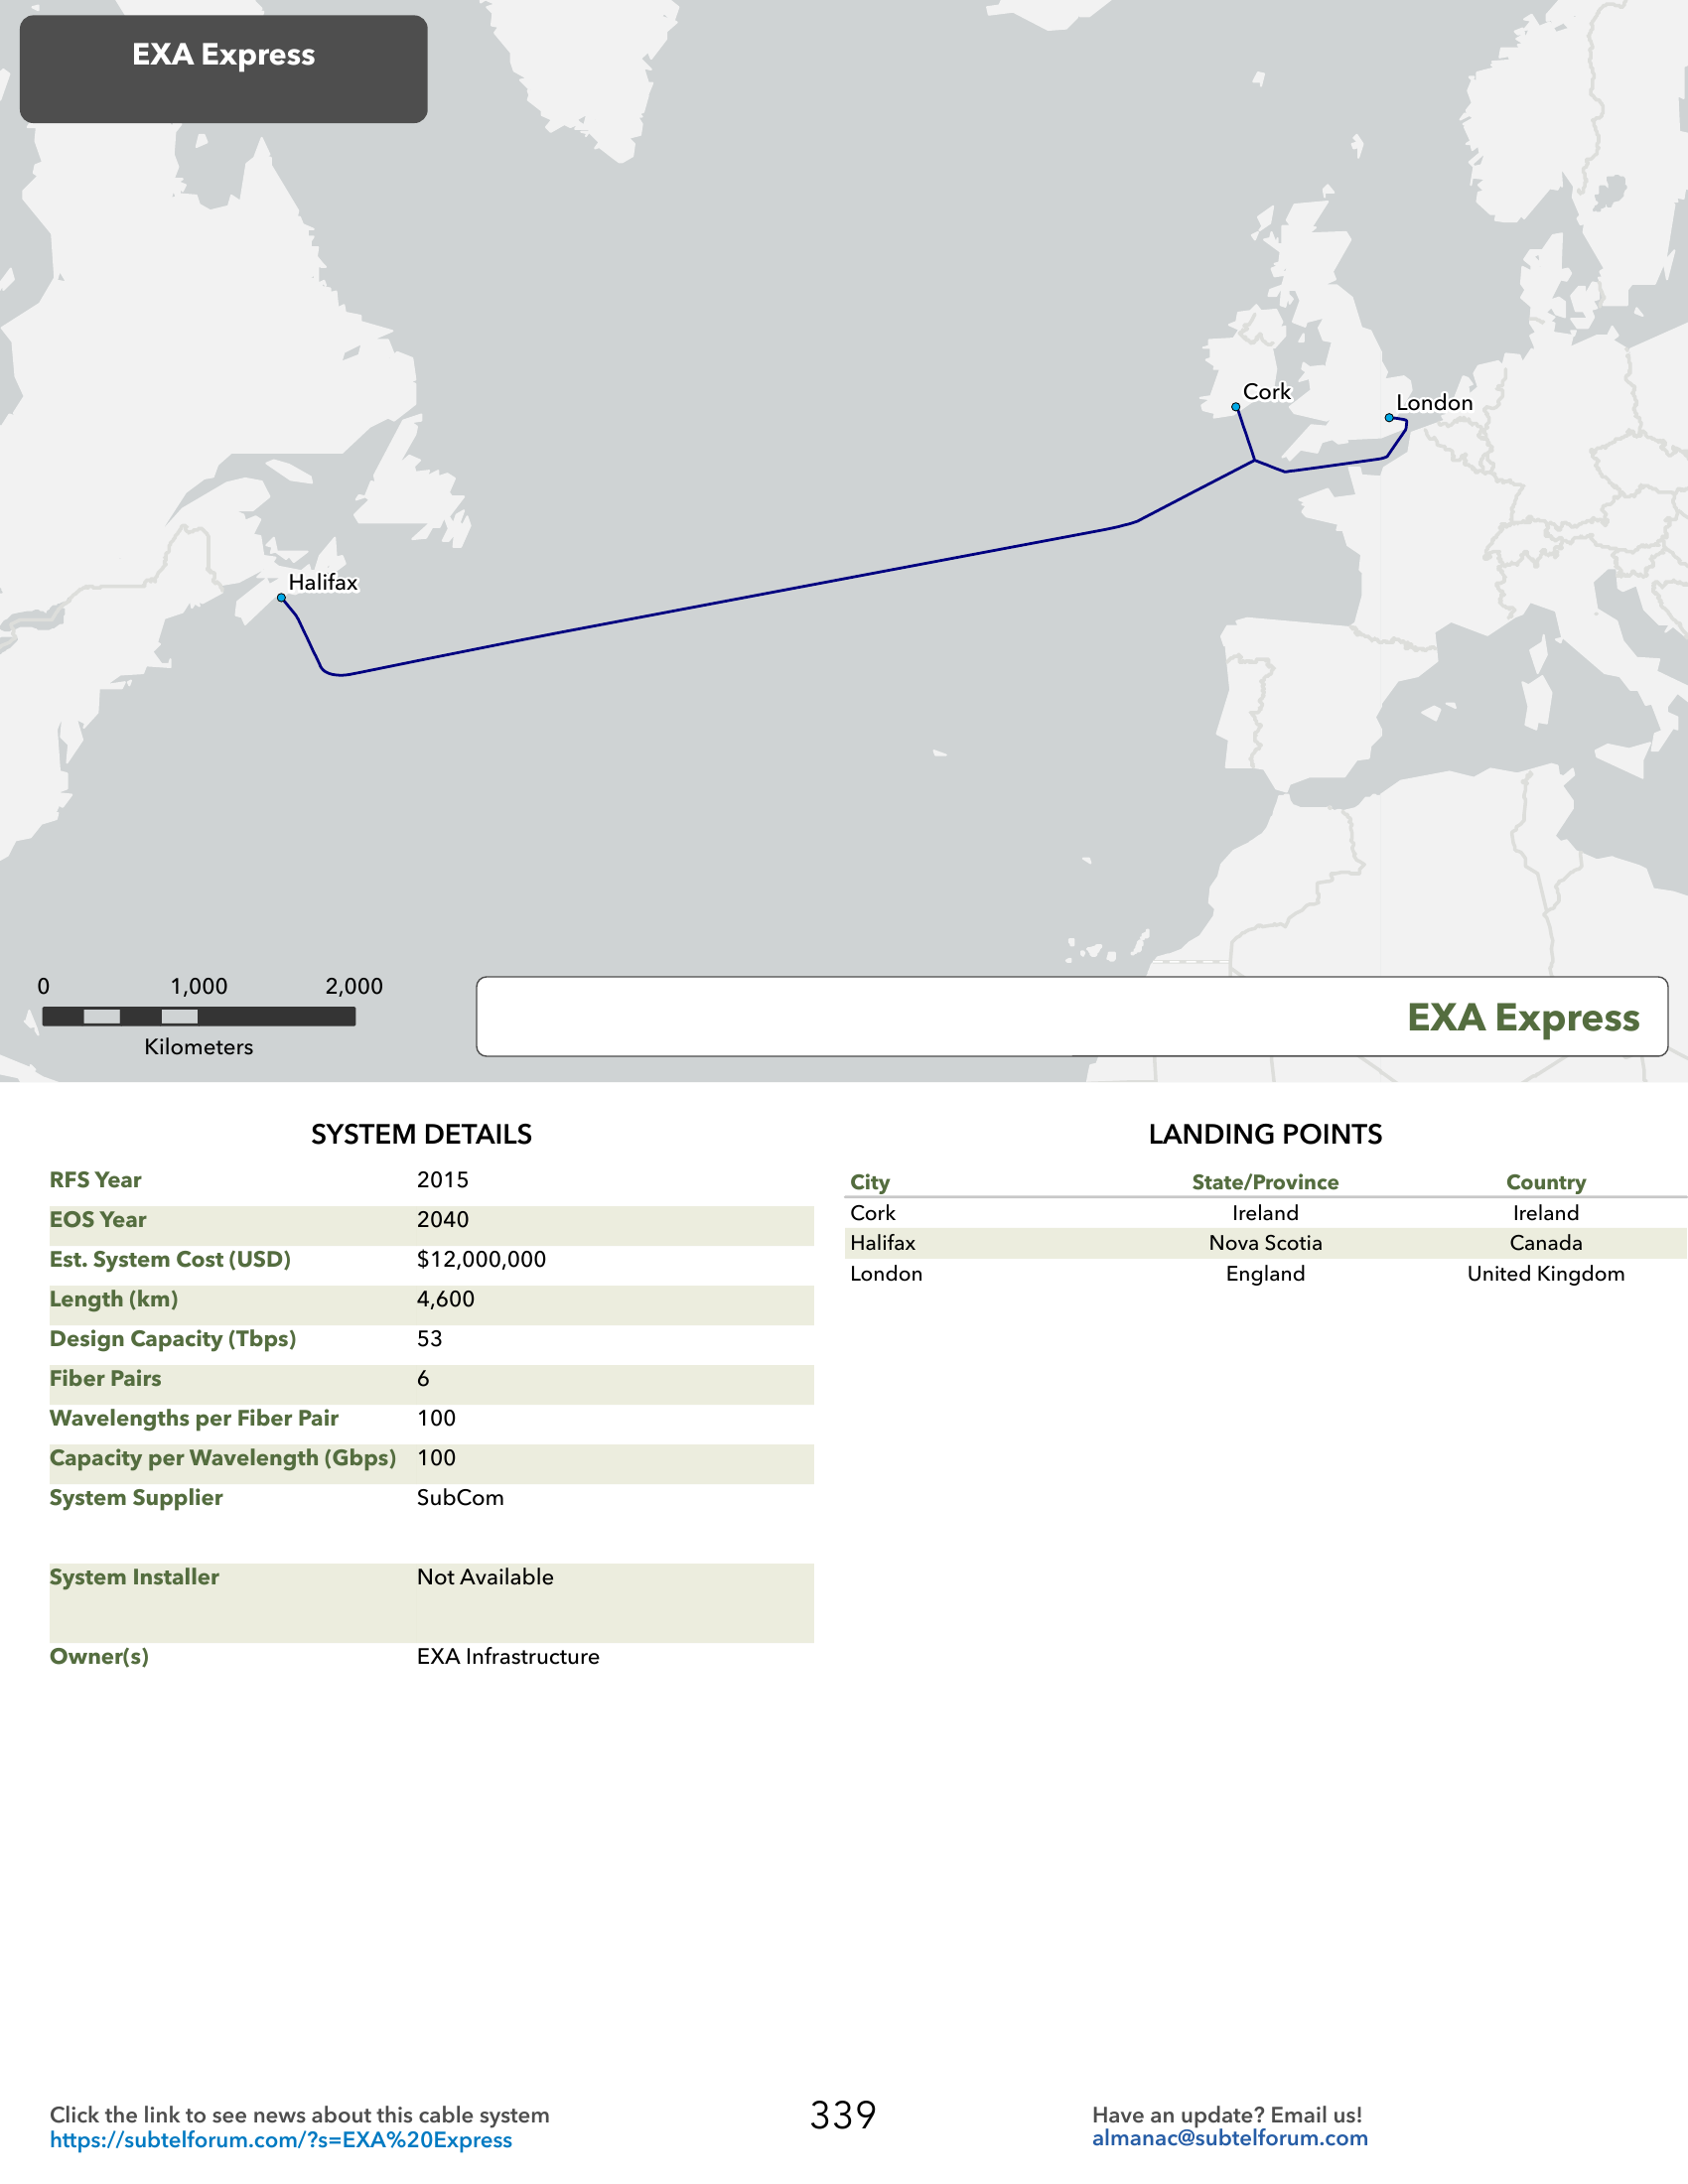 EXA Express
Cork
London
Halifax
0 1,000 2,000
Kilometers
EXA Express
SYSTEM DETAILS
RFS Year 2015
EOS Year 2040
Est. System Cost (USD) $12,000,000
Length (km) 4,600
Design Capacity (Tbps) 53
Fiber Pairs 6
Wavelengths per Fiber Pair 100
Capacity per Wavelength (Gbps) 100
System Supplier SubCom
System Installer Not Available
Owner(s) EXA Infrastructure
LANDING POINTS
City State/Province Country
Cork Ireland Ireland
Halifax Nova Scotia Canada
London England United Kingdom
Click the link to see news about this cable system
https://subtelforum.com/?s=EXA%20Express
339
Have an update? Email us!
almanac@subtelforum.com